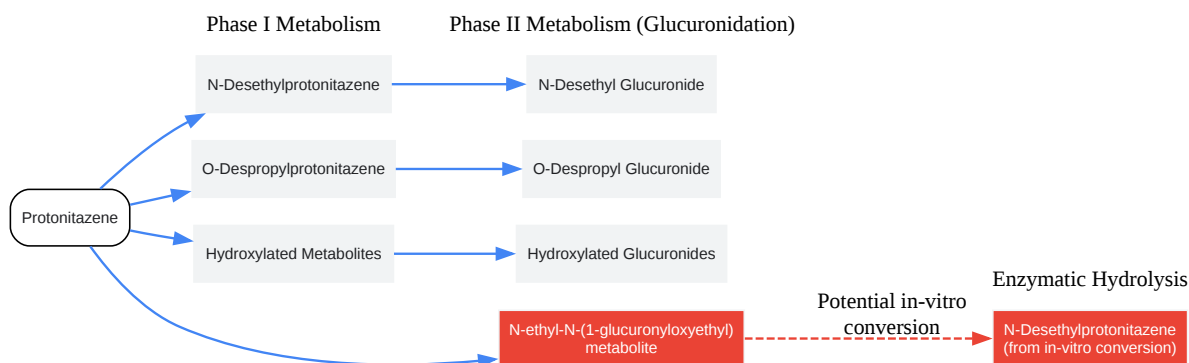 Phase I Metabolism
Phase II Metabolism (Glucuronidation)
N-Desethylprotonitazene
N-Desethyl Glucuronide
O-Despropylprotonitazene
O-Despropyl Glucuronide
Protonitazene
Hydroxylated Metabolites
Hydroxylated Glucuronides
Enzymatic Hydrolysis
Potential in-vitro
conversion
N-ethyl-N-(1-glucuronyloxyethyl)
metabolite
N-Desethylprotonitazene
(from in-vitro conversion)